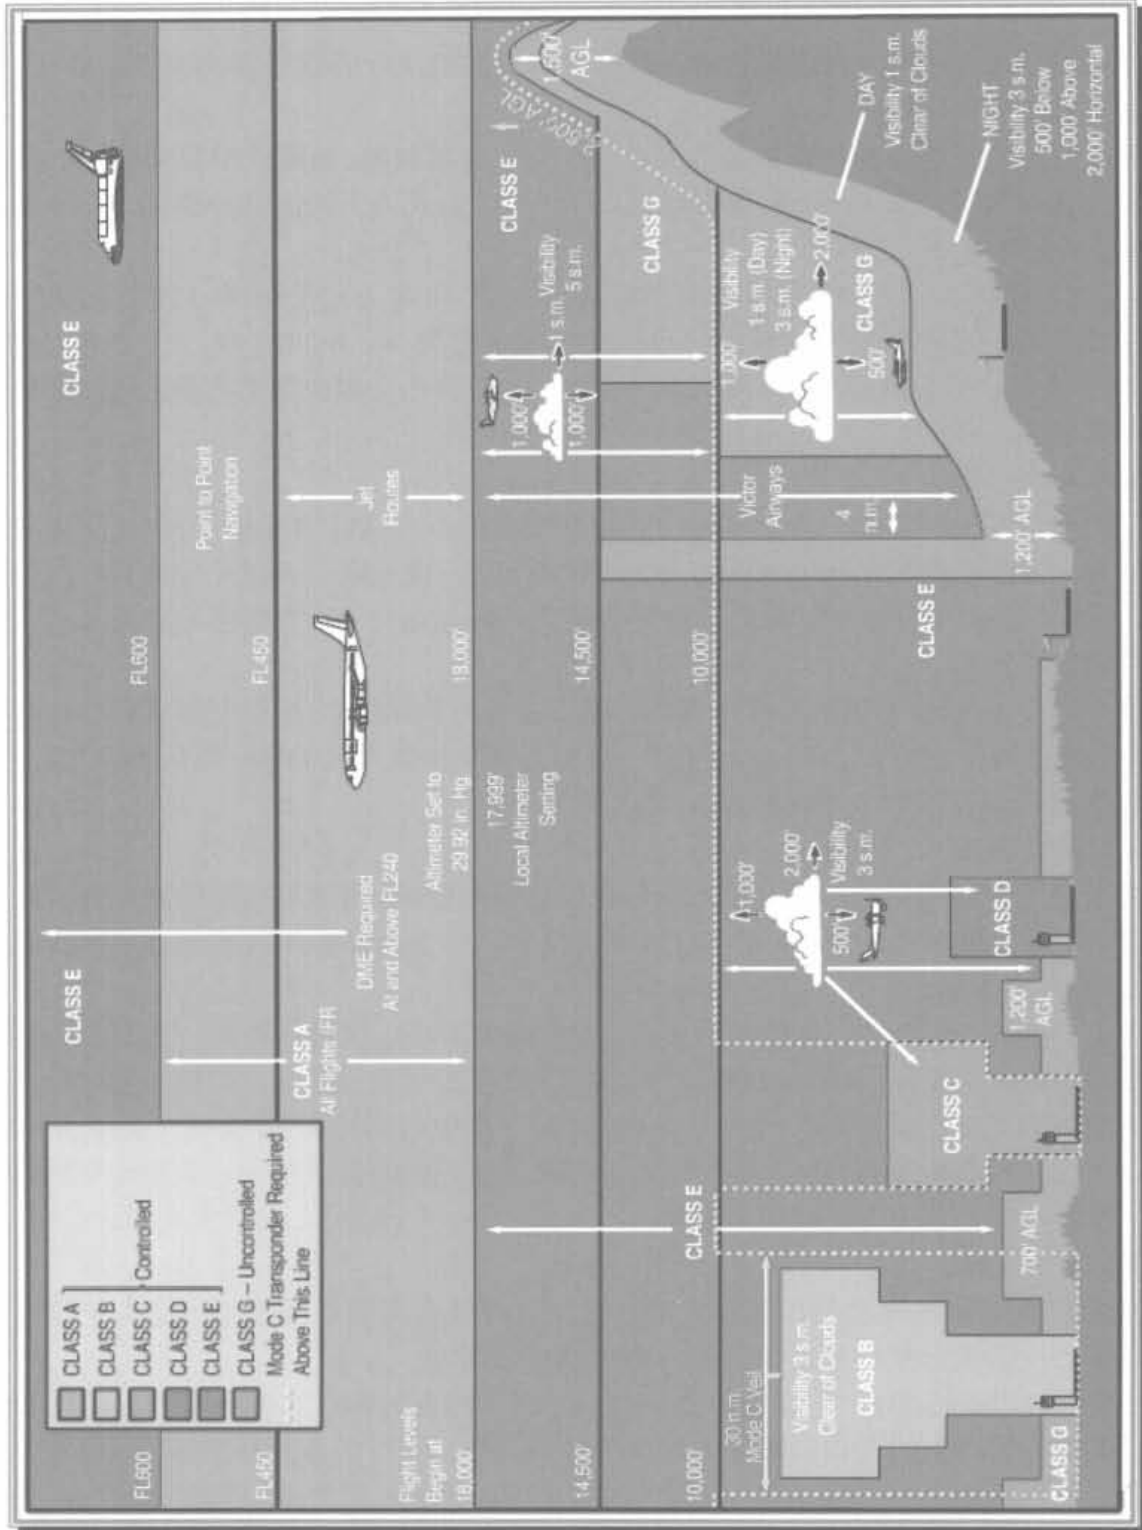 CLASS A
CLASS B
CLASS C
CLASS D
CLASS E
Controlled
CLASS G – Uncontrolled
Mode C Transponder Required
Above This Line
CLASS E
CLASS E
FL600
FL600
CLASS A
All Flights IFR
Point to Point
Navigation
FL450
FL450
DME Required
At and Above FL240
Jet
Routes
Flight Levels
Begin at
18,000'
Altimeter Set to
29.92 in. Hg.
18,000'
17,999'
Local Altimeter
Setting
14,500'
14,500'
1,000'
1,000'
1 s.m.
Visibility
5 s.m.
CLASS E
1,500'
AGL
AGL
CLASS G
CLASS E
10,000'
10,000'
30 n.m.
Mode C Veil
Visibility 3 s.m.
Clear of Clouds
CLASS B
CLASS G
700' AGL
CLASS C
1,200'
AGL
1,000'
2,000'
500'
Visibility
3 s.m.
CLASS D
CLASS E
Victor
Airways
4
n.m.
1,200' AGL
1,000'
Visibility
1 s.m. (Day)
3 s.m. (Night)
2,000'
500'
CLASS G
DAY
Visibility 1 s.m.
Clear of Clouds
NIGHT
Visibility 3 s.m.
500' Below
1,000' Above
2,000' Horizontal